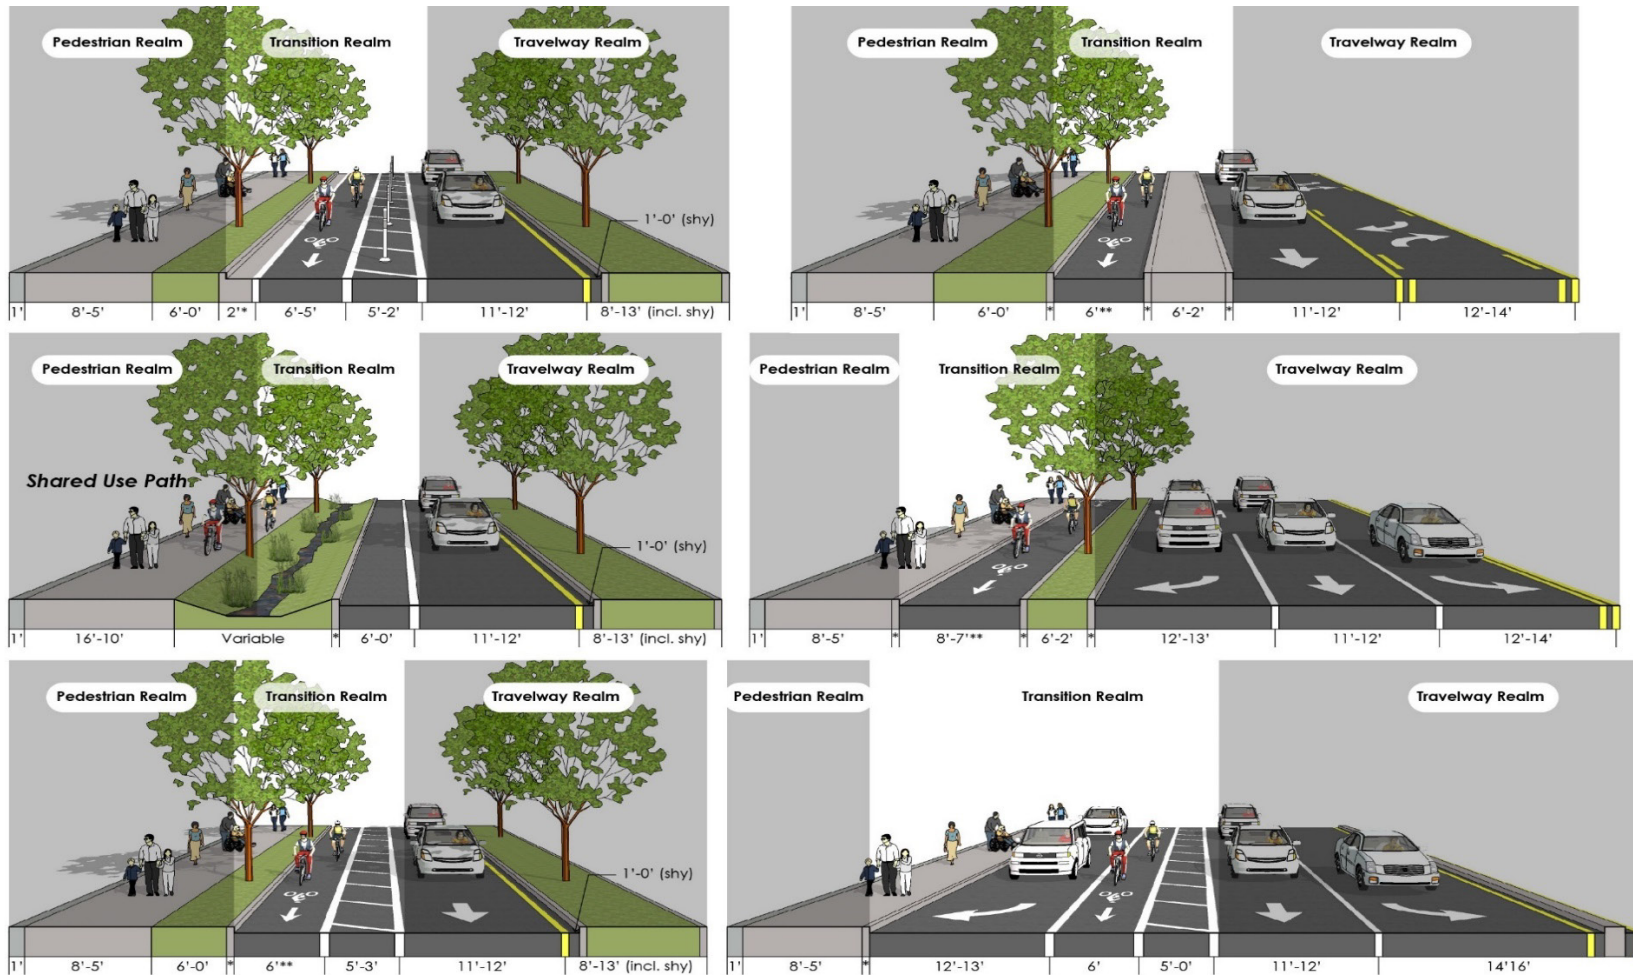 Pedestrian Realm Transition Realm Travelway Realm
1'-0' (shy)
1' 8'-5' 6'-0' 2'* 6'-5' 5'-2' 11'-12' 8'-13' (incl. shy)
Pedestrian Realm Transition Realm Travelway Realm
1' 8'-5' 6'-0' * 6'** * 6'-2' * 11'-12' 12'-14'
Pedestrian Realm Transition Realm Travelway Realm
Shared Use Path
1'-0' (shy)
1' 16'-10' Variable * 6'-0' 11'-12' 8'-13' (incl. shy)
Pedestrian Realm Transition Realm Travelway Realm
1' 8'-5' * 8'-7'** * 6'-2' * 12'-13' 11'-12' 12'-14'
Pedestrian Realm Transition Realm Travelway Realm
1'-0' (shy)
1' 8'-5' 6'-0' * 6'** 5'-3' 11'-12' 8'-13' (incl. shy)
Pedestrian Realm Transition Realm Travelway Realm
1' 8'-5' * 12'-13' 6' 5'-0' 11'-12' 14'16'